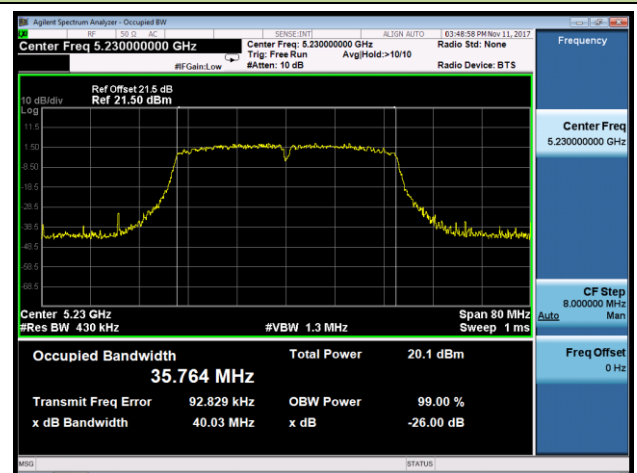 Agilent Spectrum Analyzer - Occupied BW
RF 50 Ω AC SENSE:INT ALIGN AUTO 03:48:58 PM Nov 11, 2017
Center Freq 5.230000000 GHz
Center Freq: 5.230000000 GHz Radio Std: None
Trig: Free Run Avg|Hold:>10/10
#IFGain:Low #Atten: 10 dB Radio Device: BTS
Ref Offset 21.5 dB
10 dB/div Ref 21.50 dBm
Log
11.5
1.50
-8.50
-18.5
-28.5
-38.5
-48.5
-58.5
-68.5
Center 5.23 GHz Span 80 MHz
#Res BW 430 kHz #VBW 1.3 MHz Sweep 1 ms
Occupied Bandwidth Total Power 20.1 dBm
35.764 MHz
Transmit Freq Error 92.829 kHz OBW Power 99.00 %
x dB Bandwidth 40.03 MHz x dB -26.00 dB
MSG STATUS
Frequency
Center Freq
5.230000000 GHz
CF Step
8.000000 MHz
Auto Man
Freq Offset
0 Hz